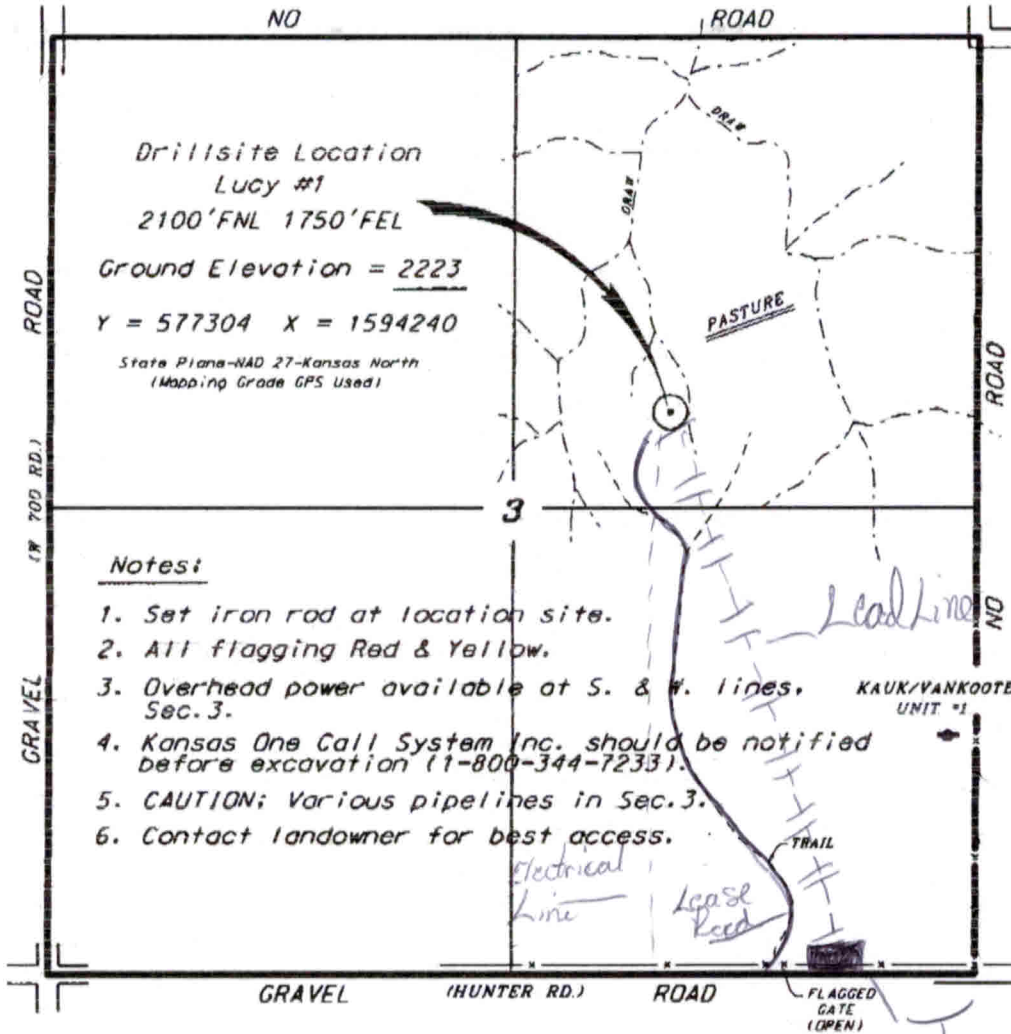 NO ROAD
Drillsite Location
Lucy #1
2100'FNL 1750'FEL
Ground Elevation = 2223
Y = 577304 X = 1594240
State Plane-NAD 27-Kansas North
(Mapping Grade GPS Used)
DRAW
DRAW
PASTURE
ROAD
(W 700 RD.)
GRAVEL
ROAD
NO
3
Notes:
1. Set iron rod at location site.
2. All flagging Red & Yellow.
3. Overhead power available at S. & W. lines,
Sec.3.
4. Kansas One Call System Inc. should be notified
before excavation (1-800-344-7233).
5. CAUTION: Various pipelines in Sec.3.
6. Contact landowner for best access.
Lead Line
KAUK/VANKOOTE
UNIT #1
TRAIL
Electrical
Line
Lease
Road
GRAVEL (HUNTER RD.) ROAD
FLAGGED
GATE
(OPEN)